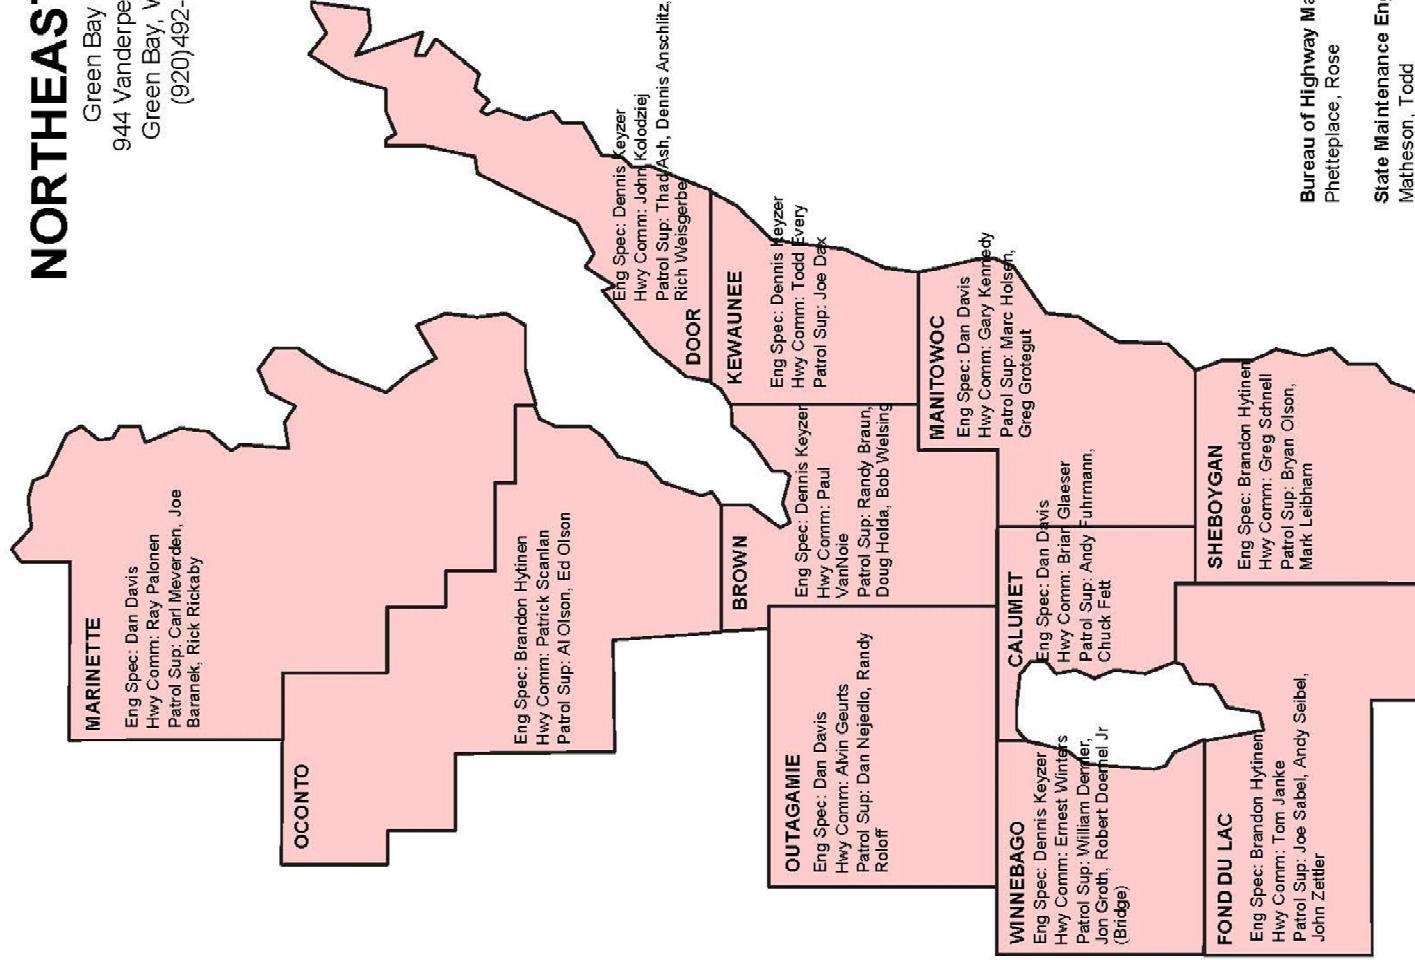 NORTHEAST
Green Bay
944 Vanderpe
Green Bay, W
(920)492-
MARINETTE
Eng Spec: Dan Davis
Hwy Comm: Ray Palonen
Patrol Sup: Carl Meverden, Joe
Baranek, Rick Rickaby
OCONTO
Eng Spec: Brandon Hytinen
Hwy Comm: Patrick Scanlan
Patrol Sup: Al Olson, Ed Olson
DOOR
Eng Spec: Dennis Keyzer
Hwy Comm: John Kolodziej
Patrol Sup: Thad Ash, Dennis Anschlitz,
Rich Weisgerber
KEWAUNEE
Eng Spec: Dennis Keyzer
Hwy Comm: Todd Every
Patrol Sup: Joe Dax
BROWN
Eng Spec: Dennis Keyzer
Hwy Comm: Paul
VanNoie
Patrol Sup: Randy Braun,
Doug Holda, Bob Welsing
OUTAGAMIE
Eng Spec: Dan Davis
Hwy Comm: Alvin Geurts
Patrol Sup: Dan Nejedlo, Randy
Roloff
MANITOWOC
Eng Spec: Dan Davis
Hwy Comm: Gary Kennedy
Patrol Sup: Marc Holsen,
Greg Grotegut
CALUMET
Eng Spec: Dan Davis
Hwy Comm: Brian Glaeser
Patrol Sup: Andy Fuhrmann,
Chuck Fett
WINNEBAGO
Eng Spec: Dennis Keyzer
Hwy Comm: Ernest Winters
Patrol Sup: William Demler,
Jon Groth, Robert Doemel Jr
(Bridge)
SHEBOYGAN
Eng Spec: Brandon Hytinen
Hwy Comm: Greg Schnell
Patrol Sup: Bryan Olson,
Mark Leibham
FOND DU LAC
Eng Spec: Brandon Hytinen
Hwy Comm: Tom Janke
Patrol Sup: Joe Sabel, Andy Seibel,
John Zettler
Bureau of Highway Ma
Phetteplace, Rose
State Maintenance Eng
Matheson, Todd